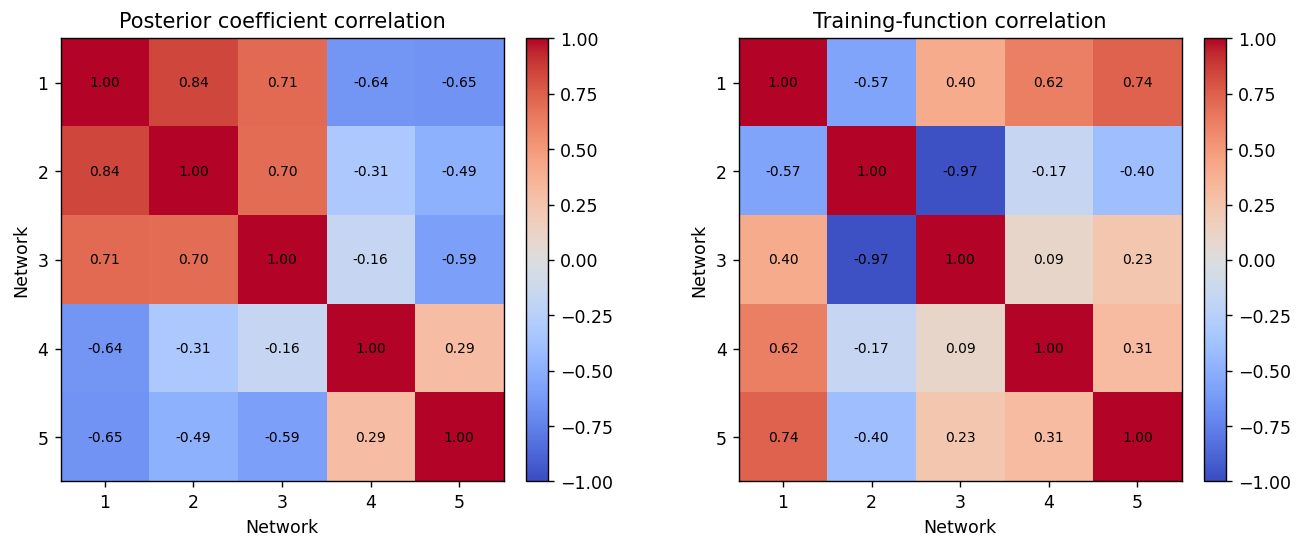 Posterior coefficient correlation
1 1.00 0.84 0.71 -0.64 -0.65
2 0.84 1.00 0.70 -0.31 -0.49
3 0.71 0.70 1.00 -0.16 -0.59
4 -0.64 -0.31 -0.16 1.00 0.29
5 -0.65 -0.49 -0.59 0.29 1.00
1 2 3 4 5
Network
Network
1.00
0.75
0.50
0.25
0.00
−0.25
−0.50
−0.75
−1.00
Training-function correlation
1 1.00 -0.57 0.40 0.62 0.74
2 -0.57 1.00 -0.97 -0.17 -0.40
3 0.40 -0.97 1.00 0.09 0.23
4 0.62 -0.17 0.09 1.00 0.31
5 0.74 -0.40 0.23 0.31 1.00
1 2 3 4 5
Network
Network
1.00
0.75
0.50
0.25
0.00
−0.25
−0.50
−0.75
−1.00